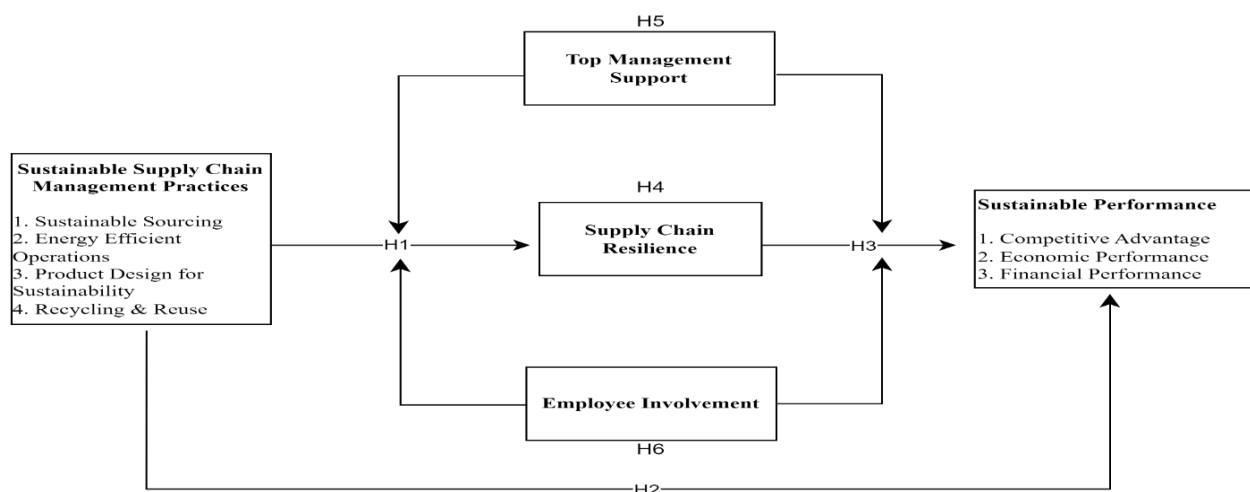 H5
Top Management
Support
Sustainable Supply Chain
Management Practices
1. Sustainable Sourcing
2. Energy Efficient
Operations
3. Product Design for
Sustainability
4. Recycling & Reuse
H1
H4
Supply Chain
Resilience
H3
Sustainable Performance
1. Competitive Advantage
2. Economic Performance
3. Financial Performance
Employee Involvement
H6
H2